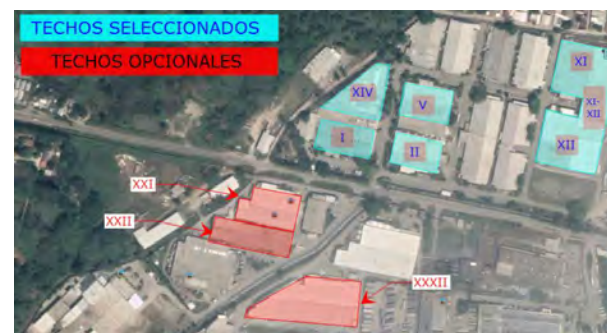 TECHOS SELECCIONADOS
TECHOS OPCIONALES
XI
XIV
V
XI-
XII
I
II
XII
XXI
XXII
XXXII